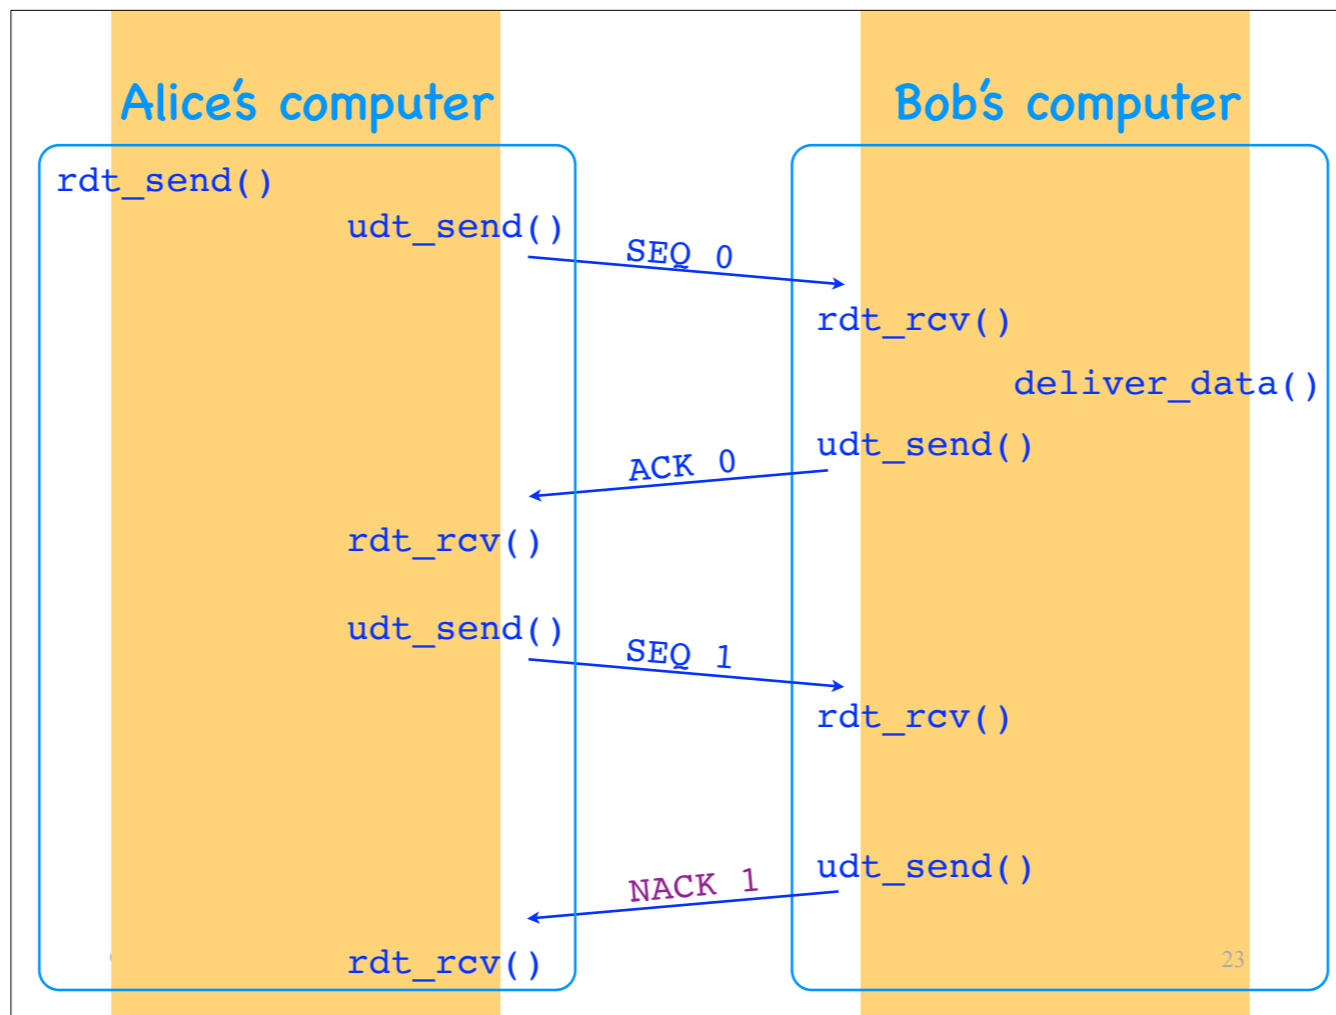 Alice's computer
Bob's computer
rdt_send()
udt_send()
SEQ 0
rdt_rcv()
deliver_data()
udt_send()
ACK 0
rdt_rcv()
udt_send()
SEQ 1
rdt_rcv()
udt_send()
NACK 1
rdt_rcv()
23